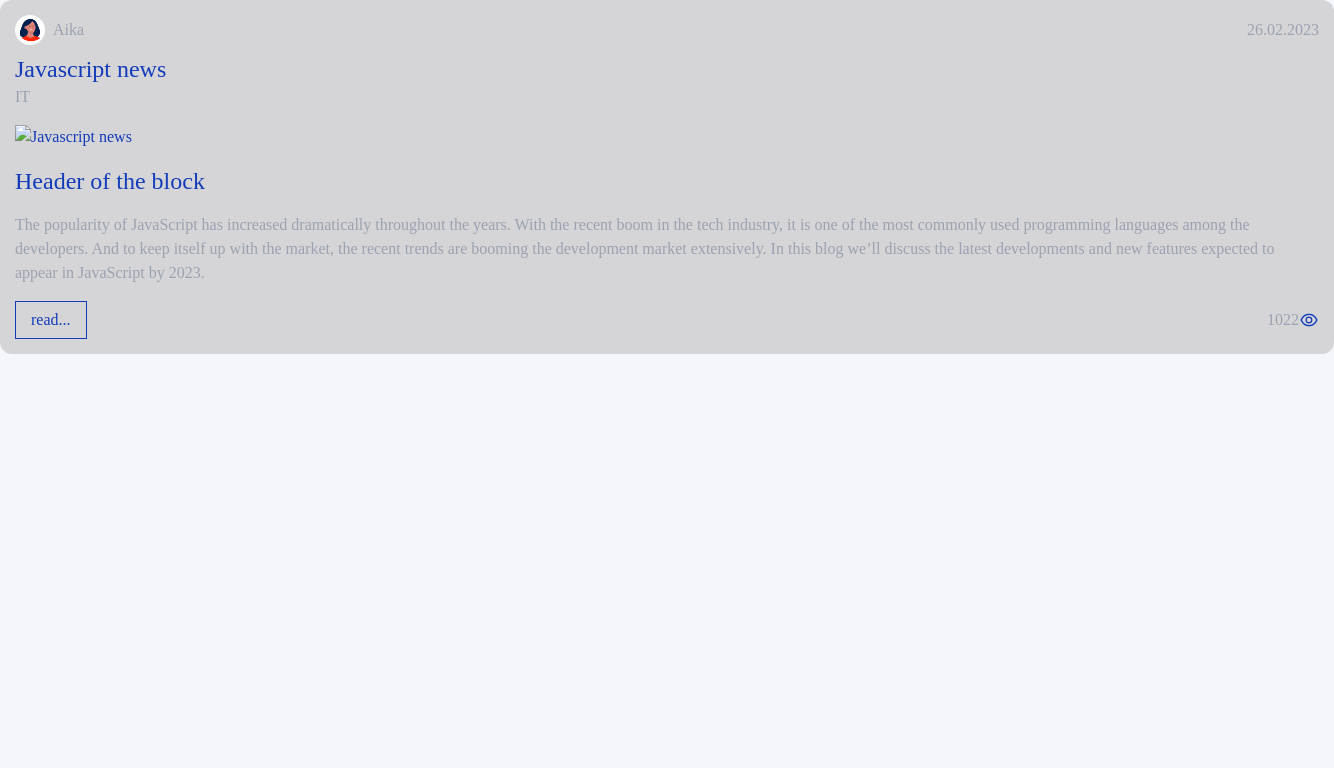 Aika
26.02.2023
Javascript news
IT
Javascript news
Header of the block
The popularity of JavaScript has increased dramatically throughout the years. With the recent boom in the tech industry, it is one of the most commonly used programming languages among the
developers. And to keep itself up with the market, the recent trends are booming the development market extensively. In this blog we’ll discuss the latest developments and new features expected to
appear in JavaScript by 2023.
read...
1022